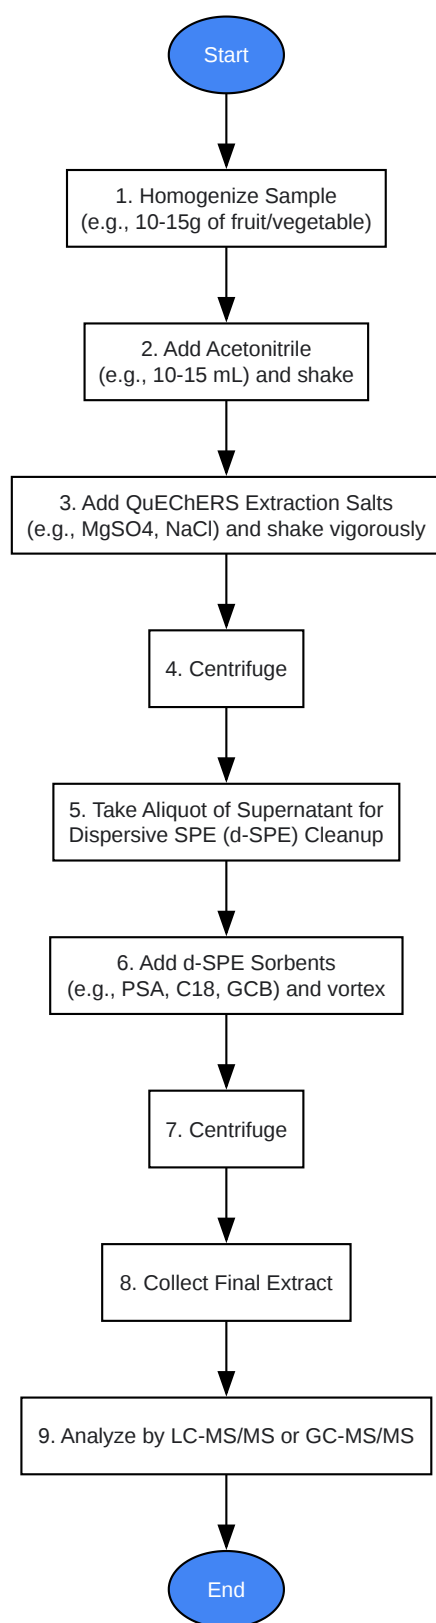 Start
1. Homogenize Sample
(e.g., 10-15g of fruit/vegetable)
2. Add Acetonitrile
(e.g., 10-15 mL) and shake
3. Add QuEChERS Extraction Salts
(e.g., MgSO4, NaCl) and shake vigorously
4. Centrifuge
5. Take Aliquot of Supernatant for
Dispersive SPE (d-SPE) Cleanup
6. Add d-SPE Sorbents
(e.g., PSA, C18, GCB) and vortex
7. Centrifuge
8. Collect Final Extract
9. Analyze by LC-MS/MS or GC-MS/MS
End